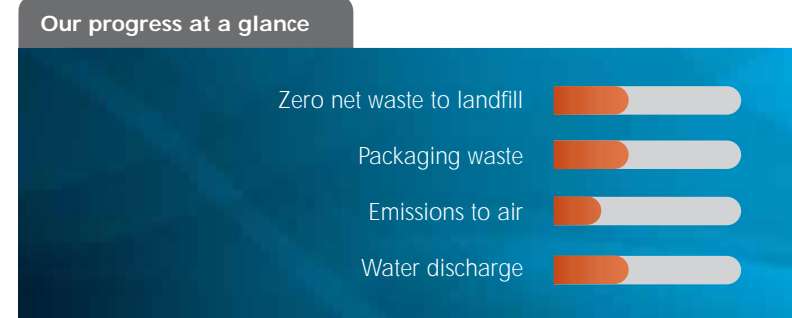 Our progress at a glance
Zero net waste to landfill
Packaging waste
Emissions to air
Water discharge